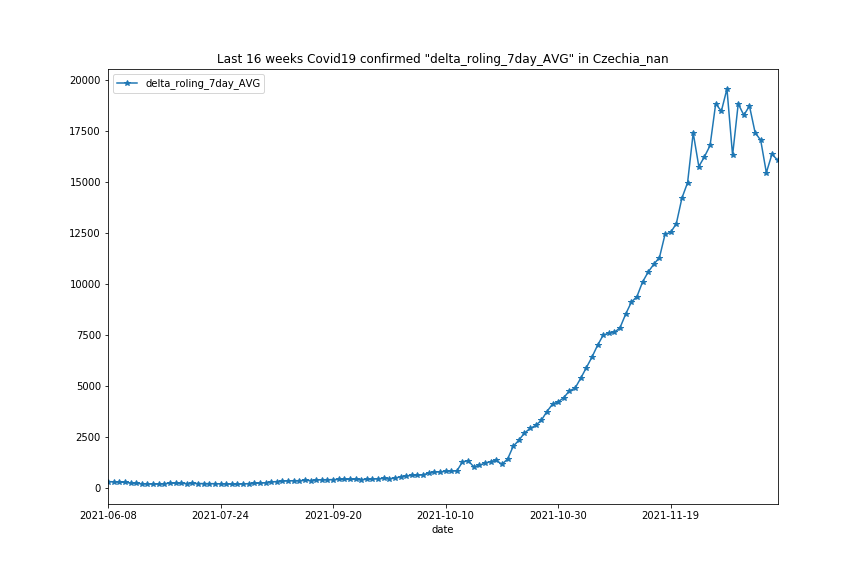 Last 16 weeks Covid19 confirmed "delta_roling_7day_AVG" in Czechia_nan
delta_roling_7day_AVG
20000
17500
15000
12500
10000
7500
5000
2500
0
2021-06-08 2021-07-24 2021-09-20 2021-10-10 2021-10-30 2021-11-19
date